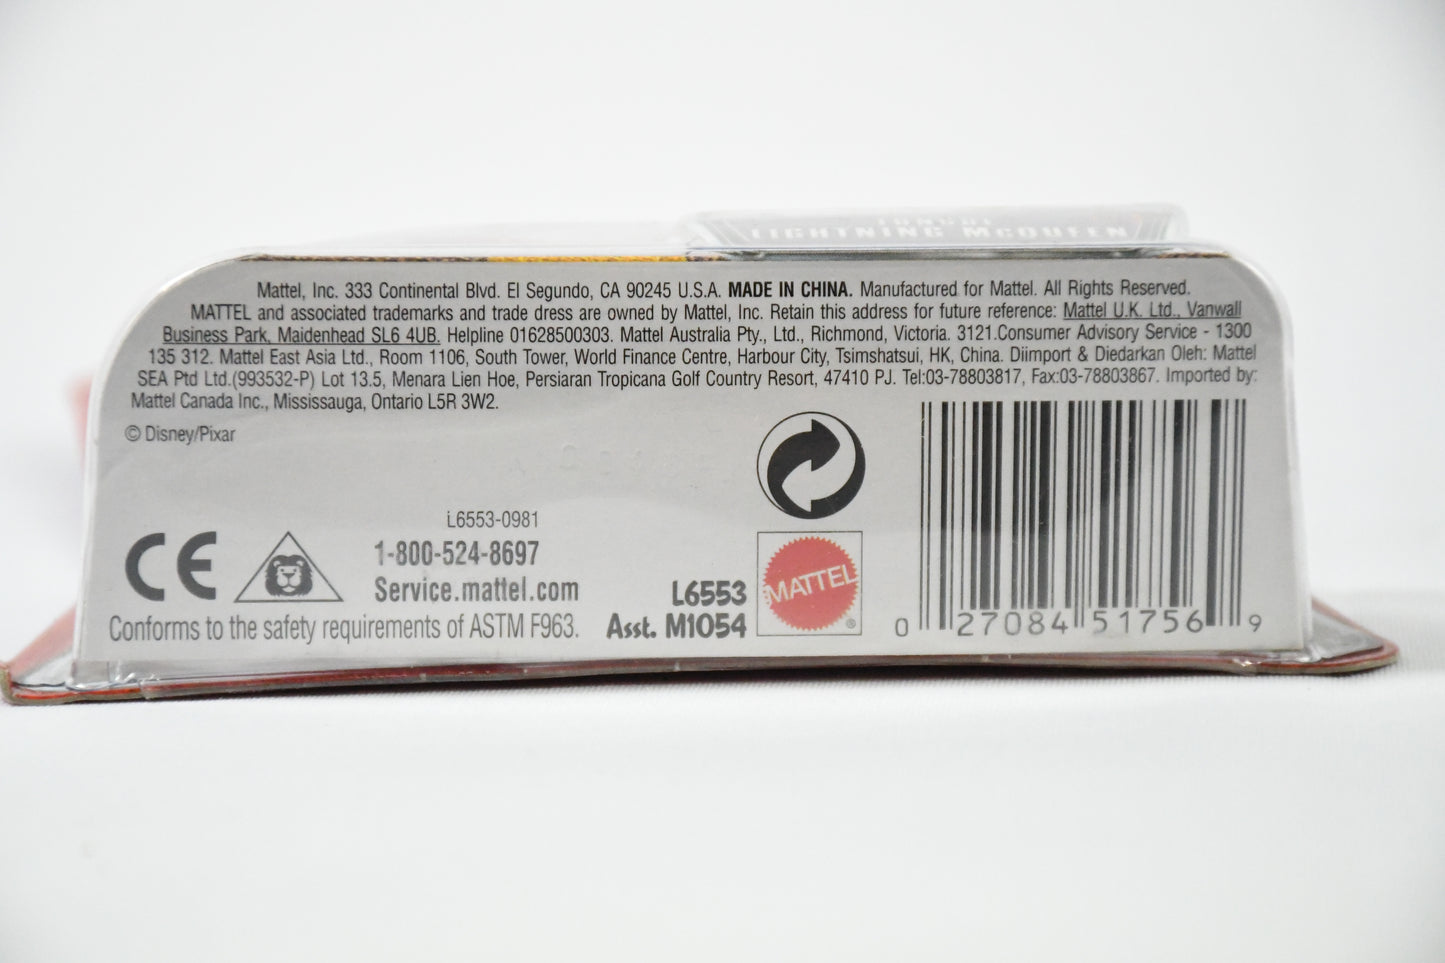 TONGUE
LIGHTNING McQUEEN
Mattel, Inc. 333 Continental Blvd. El Segundo, CA 90245 U.S.A. MADE IN CHINA. Manufactured for Mattel. All Rights Reserved.
MATTEL and associated trademarks and trade dress are owned by Mattel, Inc. Retain this address for future reference: Mattel U.K. Ltd., Vanwall
Business Park, Maidenhead SL6 4UB. Helpline 01628500303. Mattel Australia Pty., Ltd., Richmond, Victoria. 3121.Consumer Advisory Service - 1300
135 312. Mattel East Asia Ltd., Room 1106, South Tower, World Finance Centre, Harbour City, Tsimshatsui, HK, China. Diimport & Diedarkan Oleh: Mattel
SEA Ptd Ltd.(993532-P) Lot 13.5, Menara Lien Hoe, Persiaran Tropicana Golf Country Resort, 47410 PJ. Tel:03-78803817, Fax:03-78803867. Imported by:
Mattel Canada Inc., Mississauga, Ontario L5R 3W2.
© Disney/Pixar
L6553-0981
CE
1-800-524-8697
Service.mattel.com
Conforms to the safety requirements of ASTM F963.
L6553
Asst. M1054
MATTEL®
0 27084 51756 9